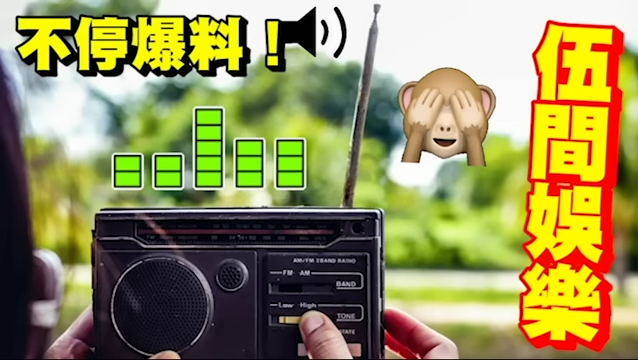 不停爆料！
伍間娛樂
AM/FM 2 BAND RADIO
FM AM
BAND
Low High
TONE
STATE